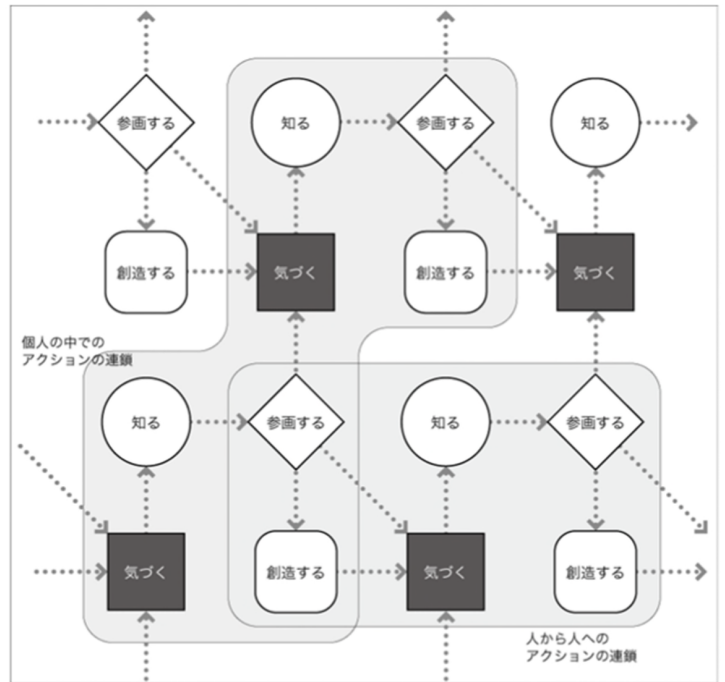 参画する
知る
参画する
知る
創造する
気づく
創造する
気づく
個人の中での
アクションの連鎖
知る
参画する
知る
参画する
気づく
創造する
気づく
創造する
人から人への
アクションの連鎖